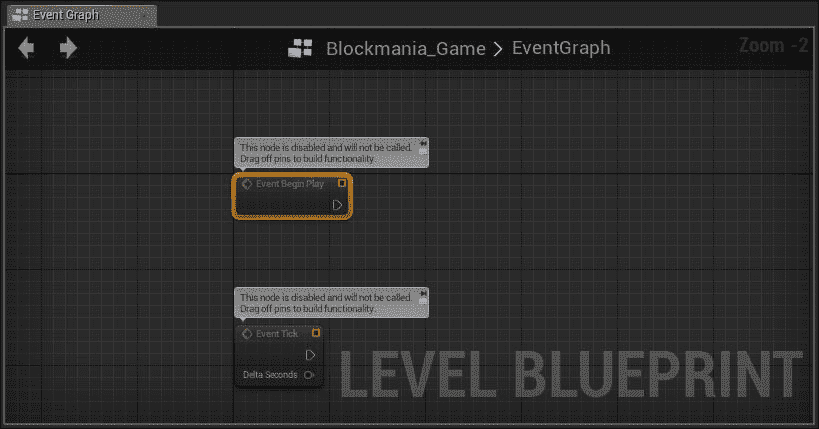 Event Graph
Blockmania_Game > EventGraph
Zoom -2
This node is disabled and will not be called.
Drag off pins to build functionality.
Event Begin Play
This node is disabled and will not be called.
Drag off pins to build functionality.
Event Tick
Delta Seconds
LEVEL BLUEPRINT